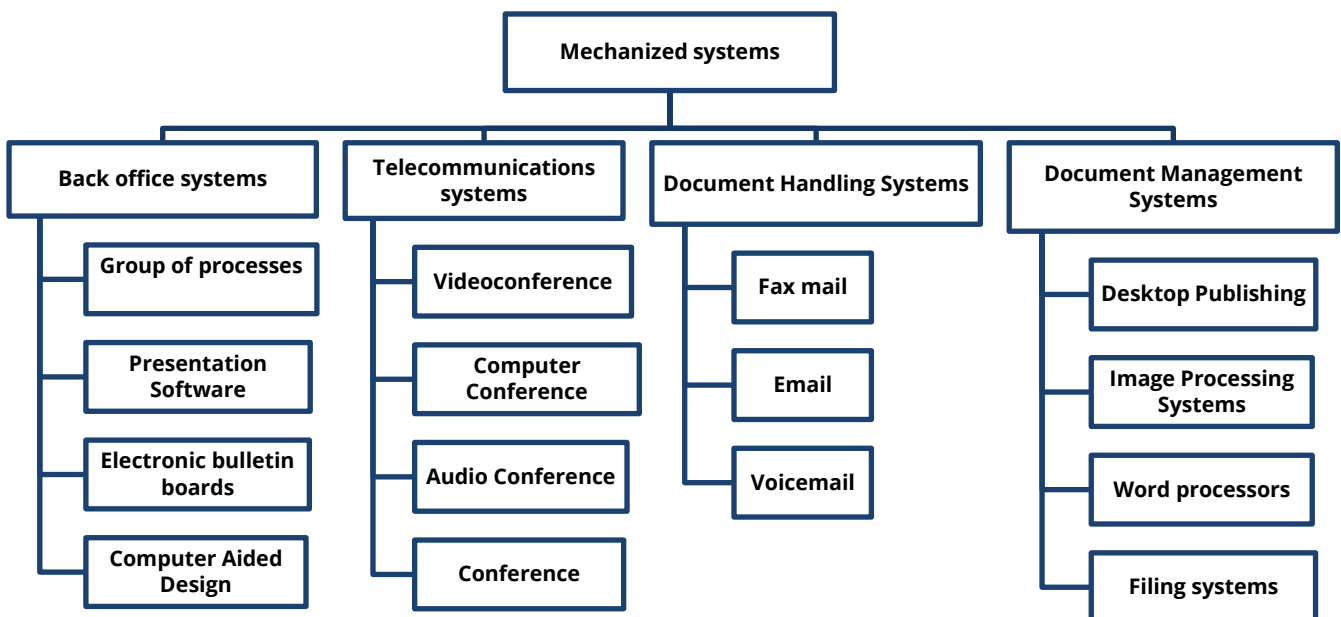 Mechanized systems
Back office systems
Group of processes
Presentation
Software
Electronic bulletin
boards
Computer Aided
Design
Telecommunications
systems
Videoconference
Computer
Conference
Audio Conference
Conference
Document Handling Systems
Fax mail
Email
Voicemail
Document Management
Systems
Desktop Publishing
Image Processing
Systems
Word processors
Filing systems